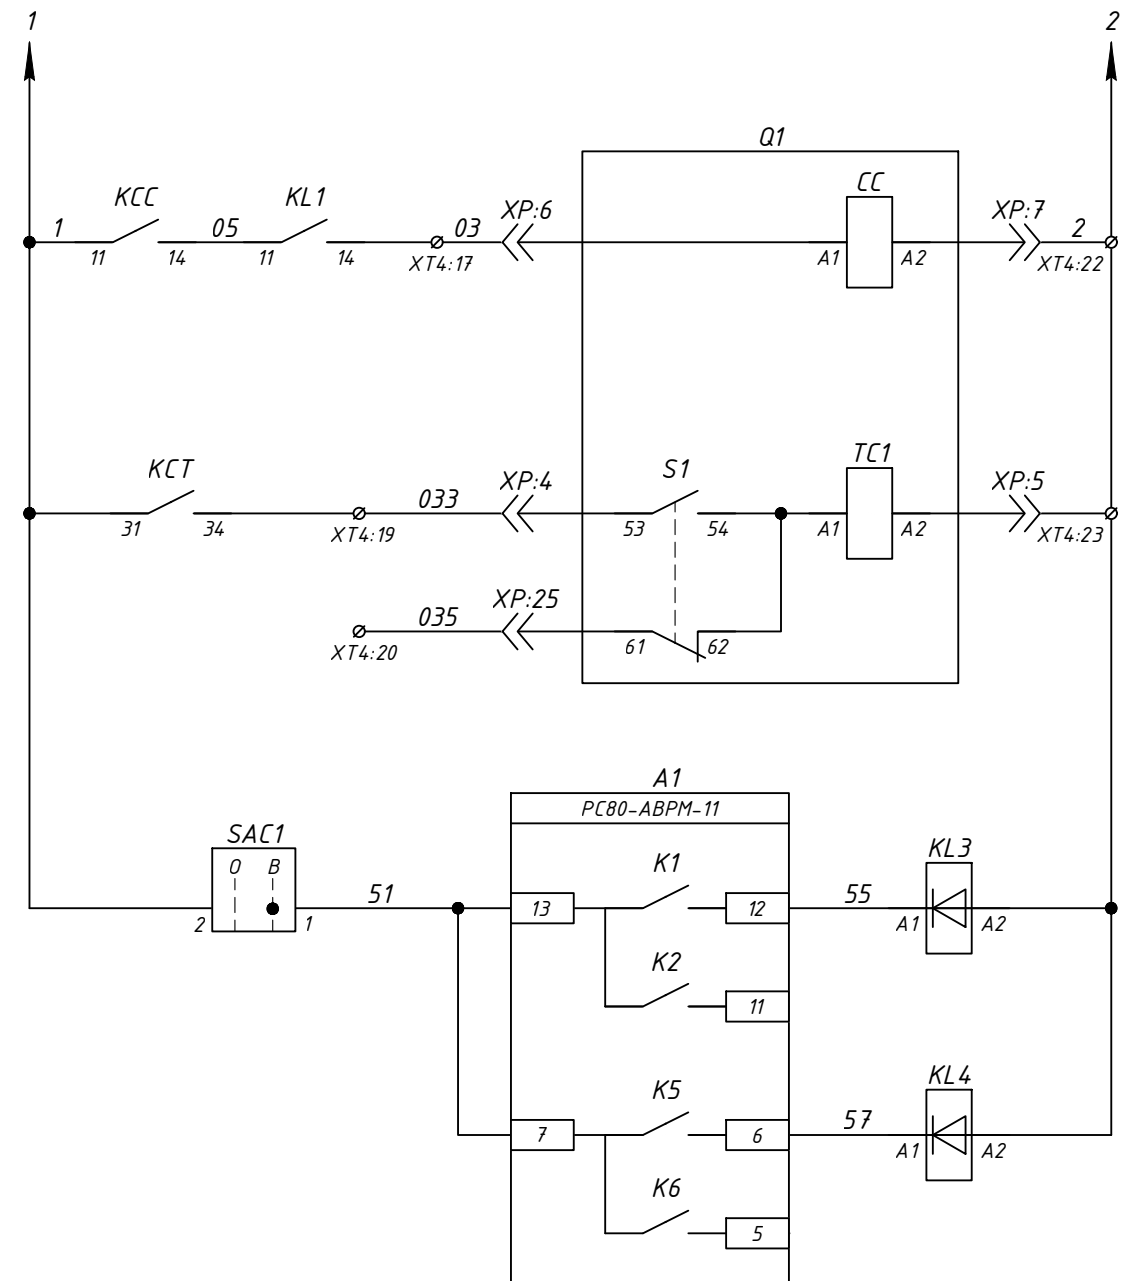 1 2
Q1
KCC KL1 CC
1 05 03 XP:6 XP:7 2
11 14 11 14 XT4:17 A1 A2 XT4:22
KCT S1 TC1
033 XP:4 XP:5
31 34 XT4:19 53 54 A1 A2 XT4:23
035 XP:25
XT4:20 61 62
A1
РС80-АВРМ-11
SAC1 KL3
О В K1
51 55
2 1 13 12 A1 A2
K2
11
KL4
K5
57
7 6 A1 A2
K6
5